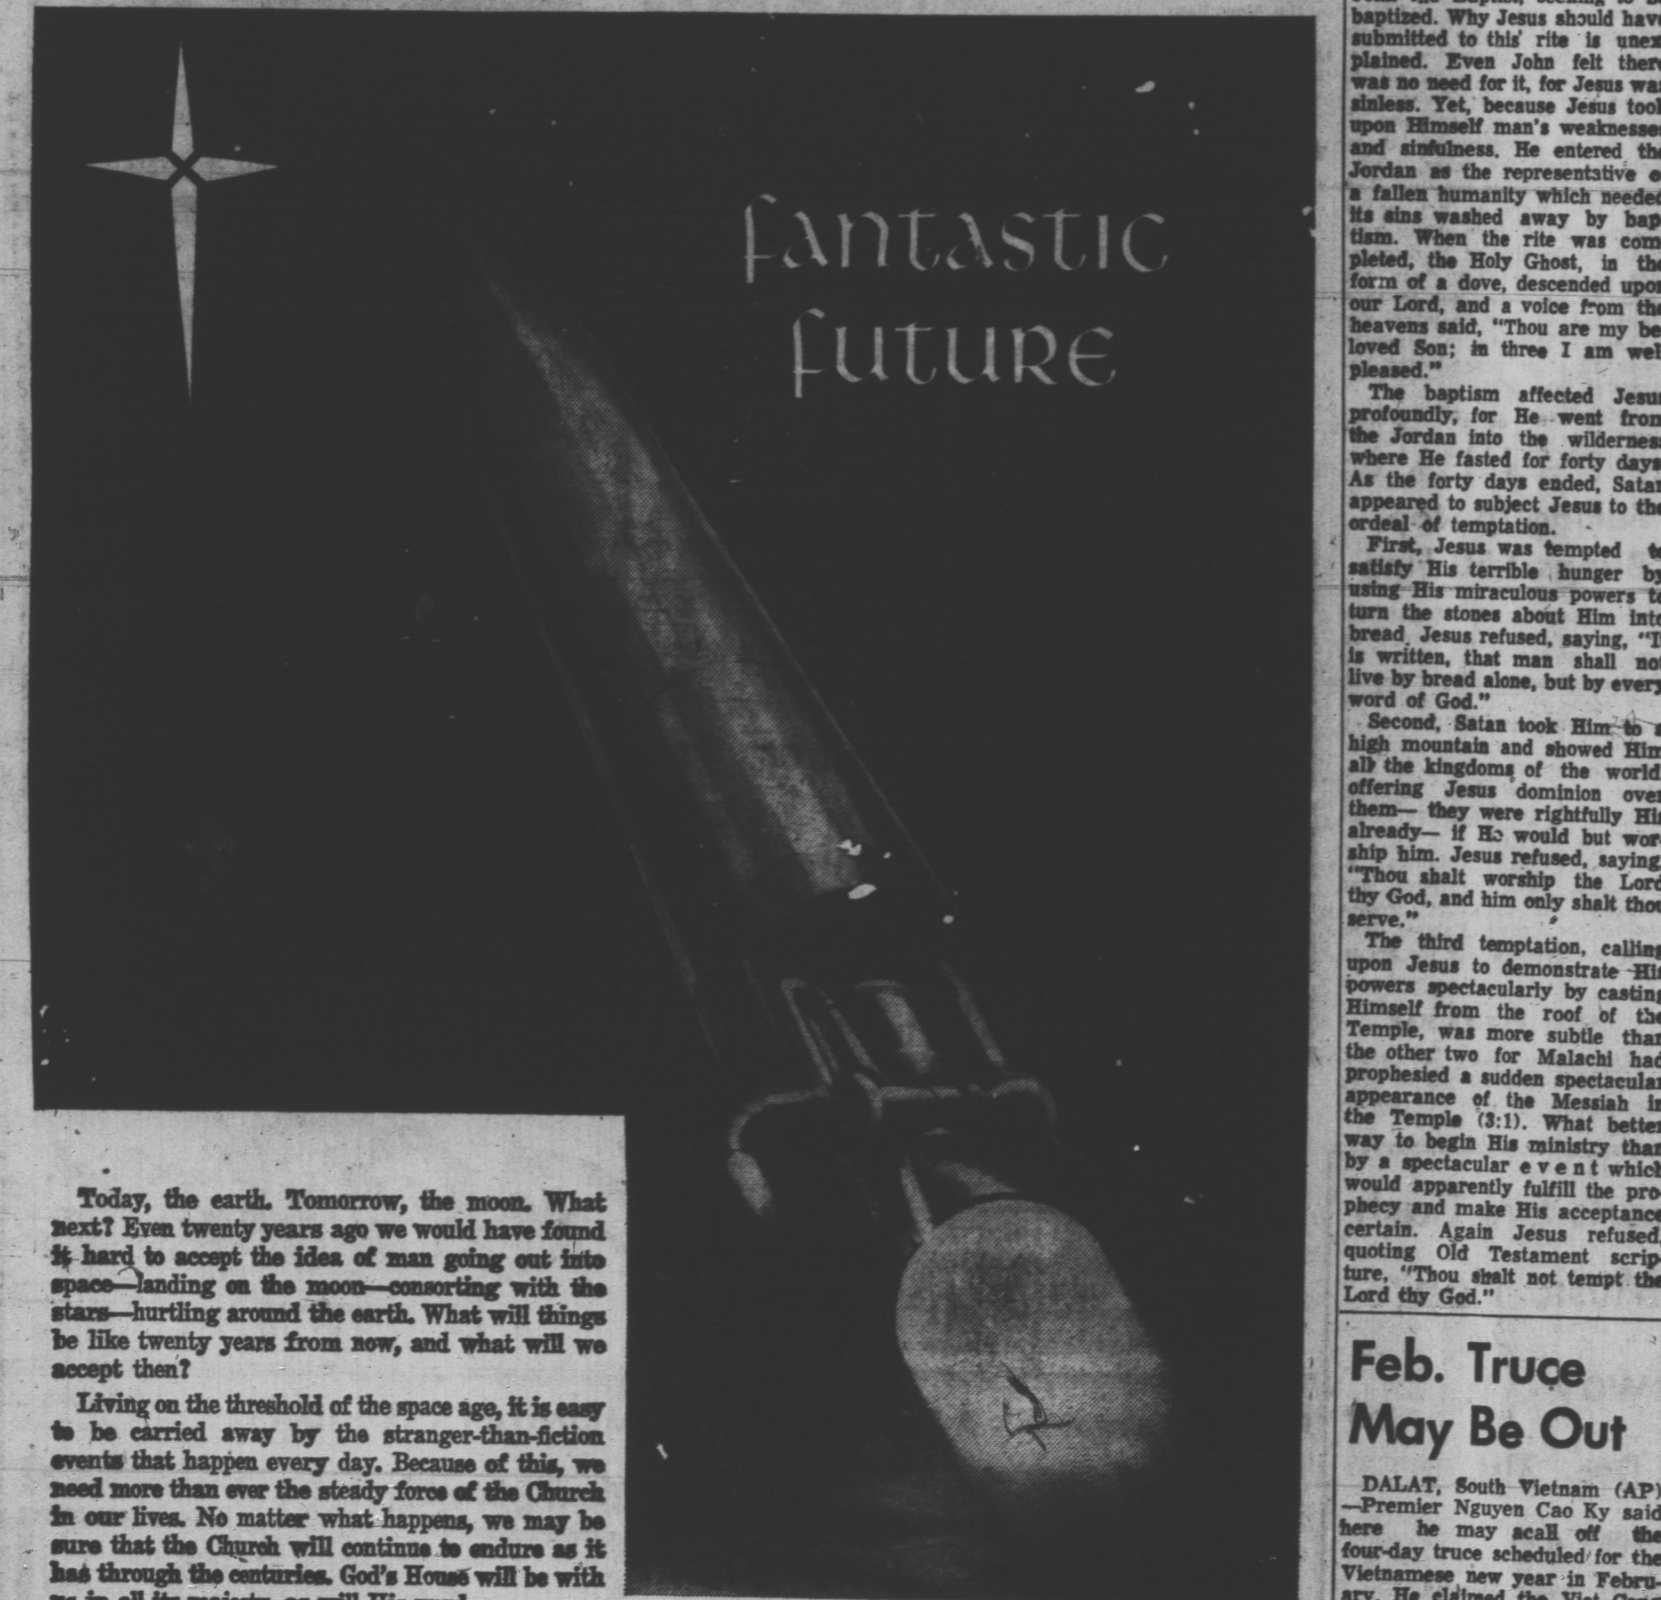 fantastic
future
Today, the earth. Tomorrow, the moon. What
next? Even twenty years ago we would have found
it hard to accept the idea of man going out into
space—landing on the moon—consorting with the
stars—hurtling around the earth. What will things
be like twenty years from now, and what will we
accept then?
Living on the threshold of the space age, it is easy
to be carried away by the stranger-than-fiction
events that happen every day. Because of this, we
need more than ever the steady force of the Church
in our lives. No matter what happens, we may be
sure that the Church will continue to endure as it
has through the centuries. God's House will be with
baptized. Why Jesus should have
submitted to this rite is unex
plained. Even John felt there
was no need for it, for Jesus was
sinless. Yet, because Jesus took
upon Himself man's weaknesses
and sinfulness. He entered the
Jordan as the representative o
a fallen humanity which needed
its sins washed away by bap
tism. When the rite was com
pleted, the Holy Ghost, in the
form of a dove, descended upon
our Lord, and a voice from the
heavens said, "Thou are my be
loved Son; in three I am well
pleased."
The baptism affected Jesus
profoundly, for He went from
the Jordan into the wilderness
where He fasted for forty days
As the forty days ended, Satan
appeared to subject Jesus to the
ordeal of temptation.
First, Jesus was tempted to
satisfy His terrible hunger by
using His miraculous powers to
turn the stones about Him into
bread. Jesus refused, saying, "I
is written, that man shall not
live by bread alone, but by every
word of God."
Second, Satan took Him to a
high mountain and showed Him
all the kingdoms of the world
offering Jesus dominion over
them— they were rightfully His
already— if He would but wor-
ship him. Jesus refused, saying,
"Thou shalt worship the Lord
thy God, and him only shalt thou
serve."
The third temptation, calling
upon Jesus to demonstrate His
powers spectacularly by casting
Himself from the roof of the
Temple, was more subtle than
the other two for Malachi had
prophesied a sudden spectacular
appearance of the Messiah in
the Temple (3:1). What better
way to begin His ministry than
by a spectacular event which
would apparently fulfill the pro-
phecy and make His acceptance
certain. Again Jesus refused,
quoting Old Testament scrip-
ture, "Thou shalt not tempt the
Lord thy God."
Feb. Truce
May Be Out
DALAT, South Vietnam (AP)
—Premier Nguyen Cao Ky said
here he may acall off the
four-day truce scheduled for the
Vietnamese new year in Febru-
ary. He claimed the Viet Cong